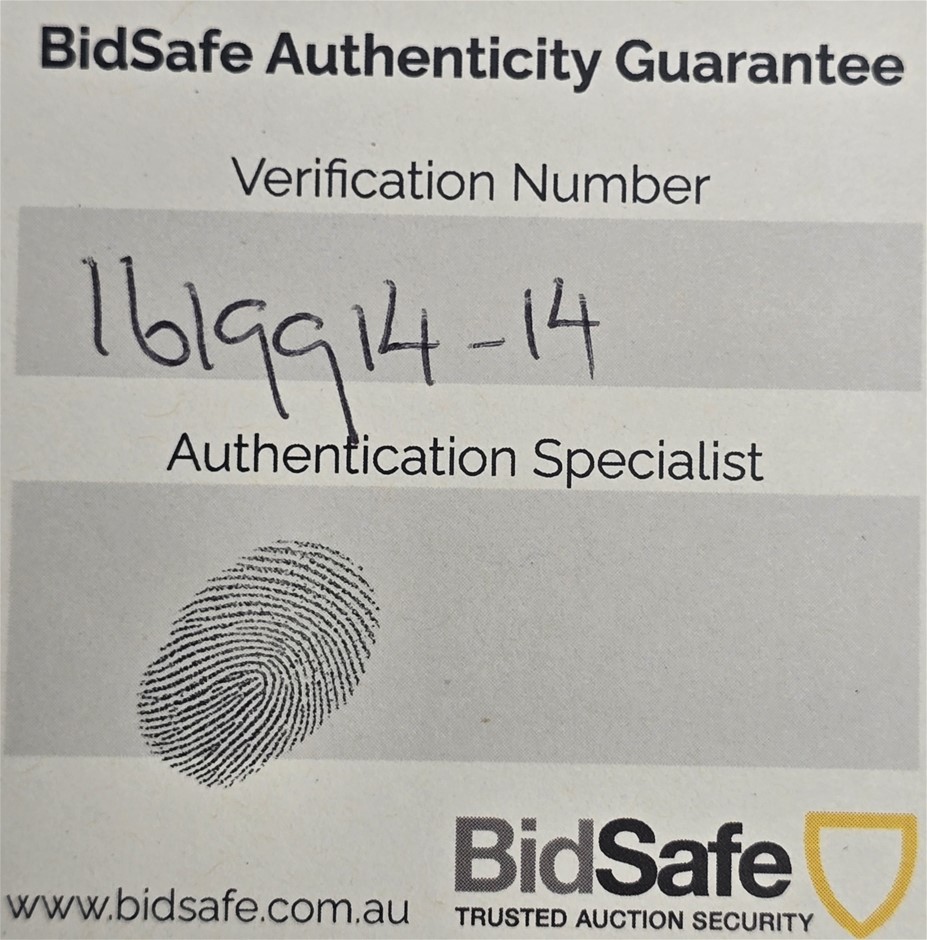 BidSafe Authenticity Guarantee
Verification Number
1619914-14
Authentication Specialist
BidSafe
www.bidsafe.com.au
TRUSTED AUCTION SECURITY